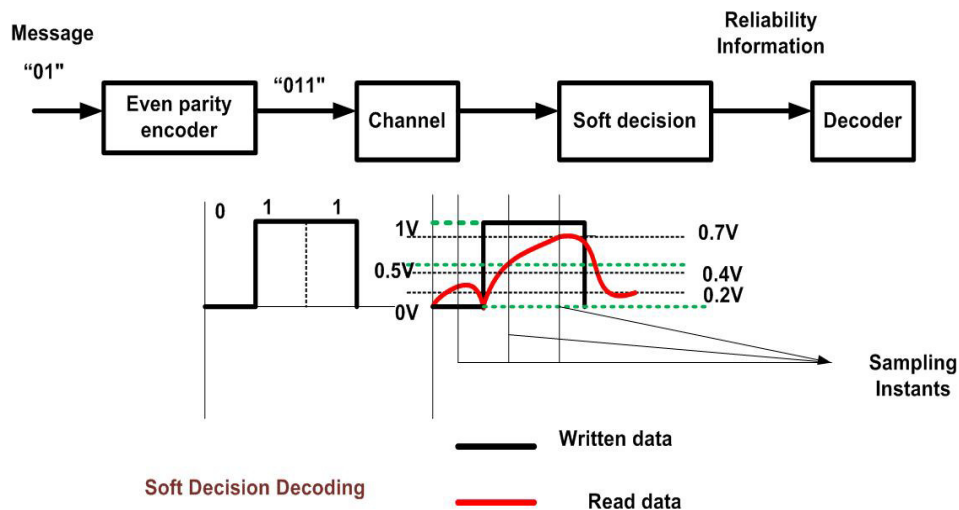 Message
Reliability
Information
“01"
“011"
Even parity
encoder
Channel
Soft decision
Decoder
0 1 1
1V
0.7V
0.5V
0.4V
0.2V
0V
Sampling
Instants
Written data
Soft Decision Decoding
Read data